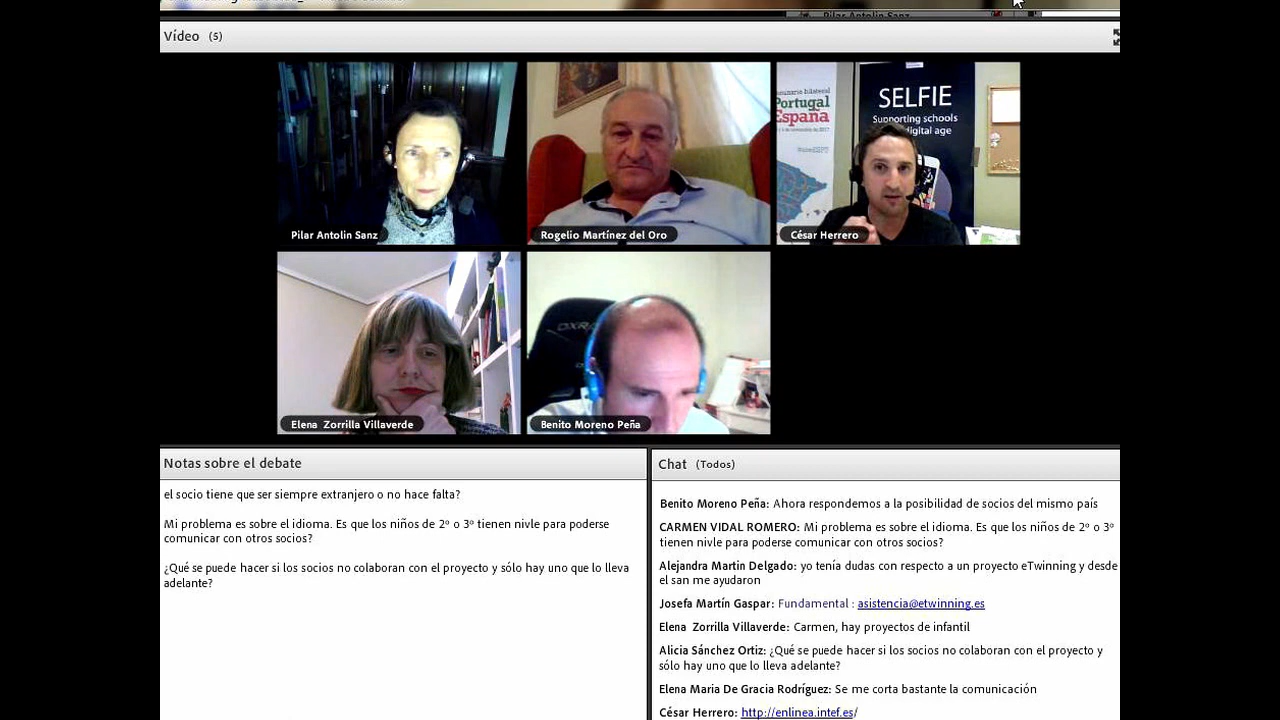 Pilar Antolin Sanz
Vídeo (5)
Portugal
España
SELFIE
Supporting schools
digital age
Pilar Antolin Sanz
Rogelio Martínez del Oro
César Herrero
DXR
Elena Zorrilla Villaverde
Benito Moreno Peña
Notas sobre el debate
el socio tiene que ser siempre extranjero o no hace falta?
Mi problema es sobre el idioma. Es que los niños de 2º o 3º tienen nivle para poderse
comunicar con otros socios?
¿Qué se puede hacer si los socios no colaboran con el proyecto y sólo hay uno que lo lleva
adelante?
Chat (Todos)
Benito Moreno Peña: Ahora respondemos a la posibilidad de socios del mismo país
CARMEN VIDAL ROMERO: Mi problema es sobre el idioma. Es que los niños de 2º o 3º
tienen nivle para poderse comunicar con otros socios?
Alejandra Martin Delgado: yo tenía dudas con respecto a un proyecto eTwinning y desde
el san me ayudaron
Josefa Martín Gaspar: Fundamental : asistencia@etwinning.es
Elena Zorrilla Villaverde: Carmen, hay proyectos de infantil
Alicia Sánchez Ortiz: ¿Qué se puede hacer si los socios no colaboran con el proyecto y
sólo hay uno que lo lleva adelante?
Elena Maria De Gracia Rodríguez: Se me corta bastante la comunicación
César Herrero: http://enlinea.intef.es/